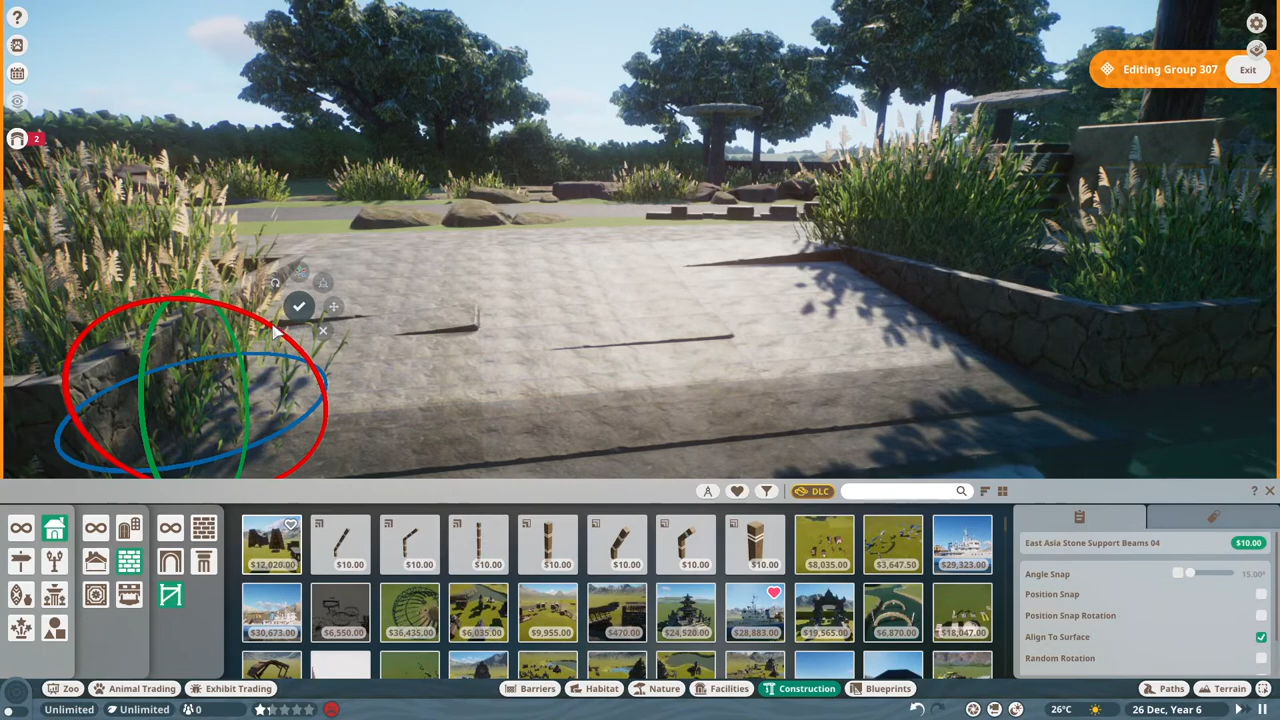 ?
Editing Group 307 Exit
2
DLC
? ×
$12,020.00 $10.00 $10.00 $10.00 $10.00 $10.00 $10.00 $10.00 $8,035.00 $3,647.50 $29,323.00
East Asia Stone Support Beams 04 $10.00
Angle Snap 15.00°
Position Snap
$30,673.00 $6,550.00 $36,435.00 $6,035.00 $9,955.00 $470.00 $24,520.00 $28,883.00 $19,565.00 $6,870.00 $18,047.00
Position Snap Rotation
Align To Surface
Random Rotation
Zoo Animal Trading Exhibit Trading Barriers Habitat Nature Facilities Construction Blueprints Paths Terrain
Unlimited Unlimited 0 26°C 26 Dec, Year 6